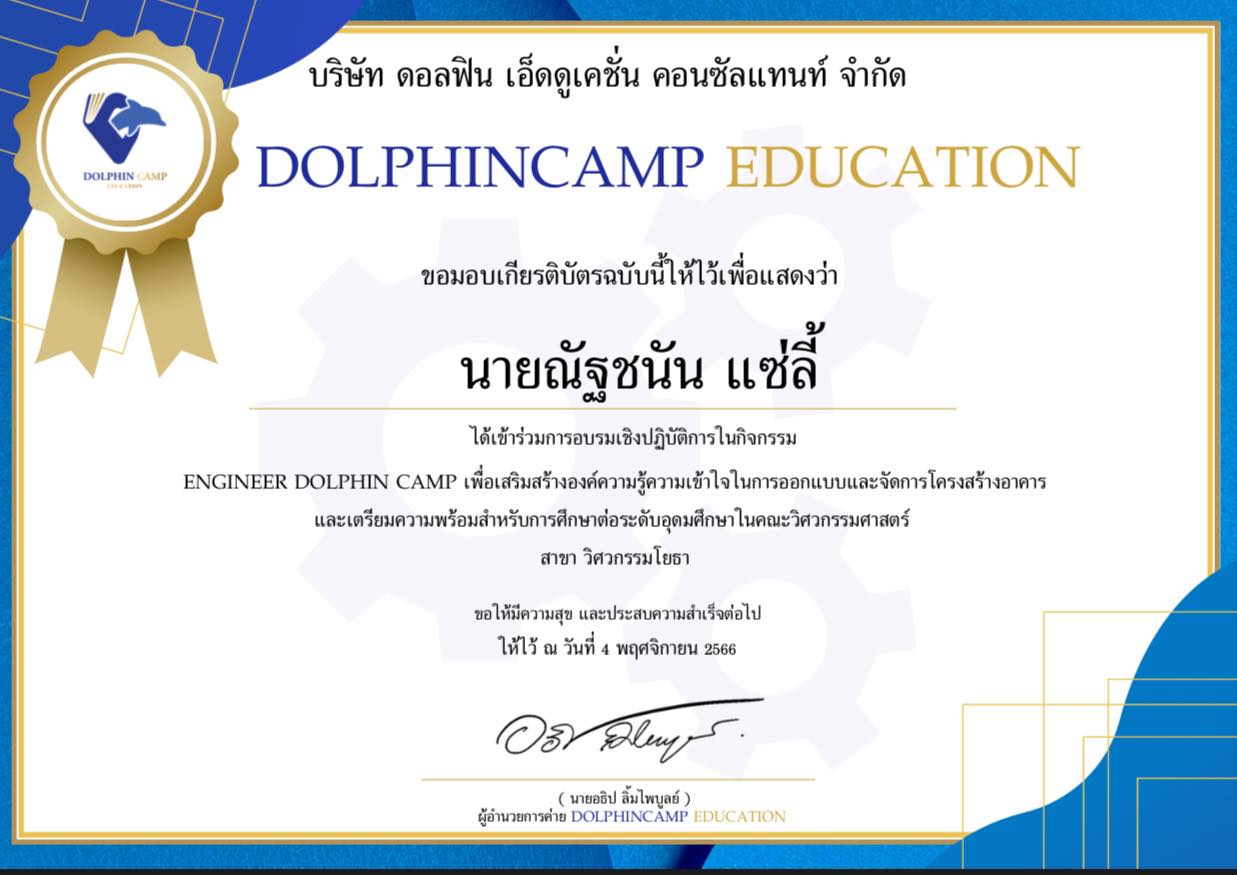 บริษัท ดอลฟิน เอ็ดดูเคชั่น คอนซัลแทนท์ จำกัด
DOLPHIN CAMP
EDUCATION
DOLPHINCAMP EDUCATION
ขอมอบเกียรติบัตรฉบับนี้ให้ไว้เพื่อแสดงว่า
นายณัฐชนัน แซ่ลี้
ได้เข้าร่วมการอบรมเชิงปฏิบัติการในกิจกรรม
ENGINEER DOLPHIN CAMP เพื่อเสริมสร้างองค์ความรู้ความเข้าใจในการออกแบบและจัดการโครงสร้างอาคาร
และเตรียมความพร้อมสำหรับการศึกษาต่อระดับอุดมศึกษาในคณะวิศวกรรมศาสตร์
สาขา วิศวกรรมโยธา
ขอให้มีความสุข และประสบความสำเร็จต่อไป
ให้ไว้ ณ วันที่ 4 พฤศจิกายน 2566
( นายอธิป ลิ้มไพบูลย์ )
ผู้อำนวยการค่าย DOLPHINCAMP EDUCATION